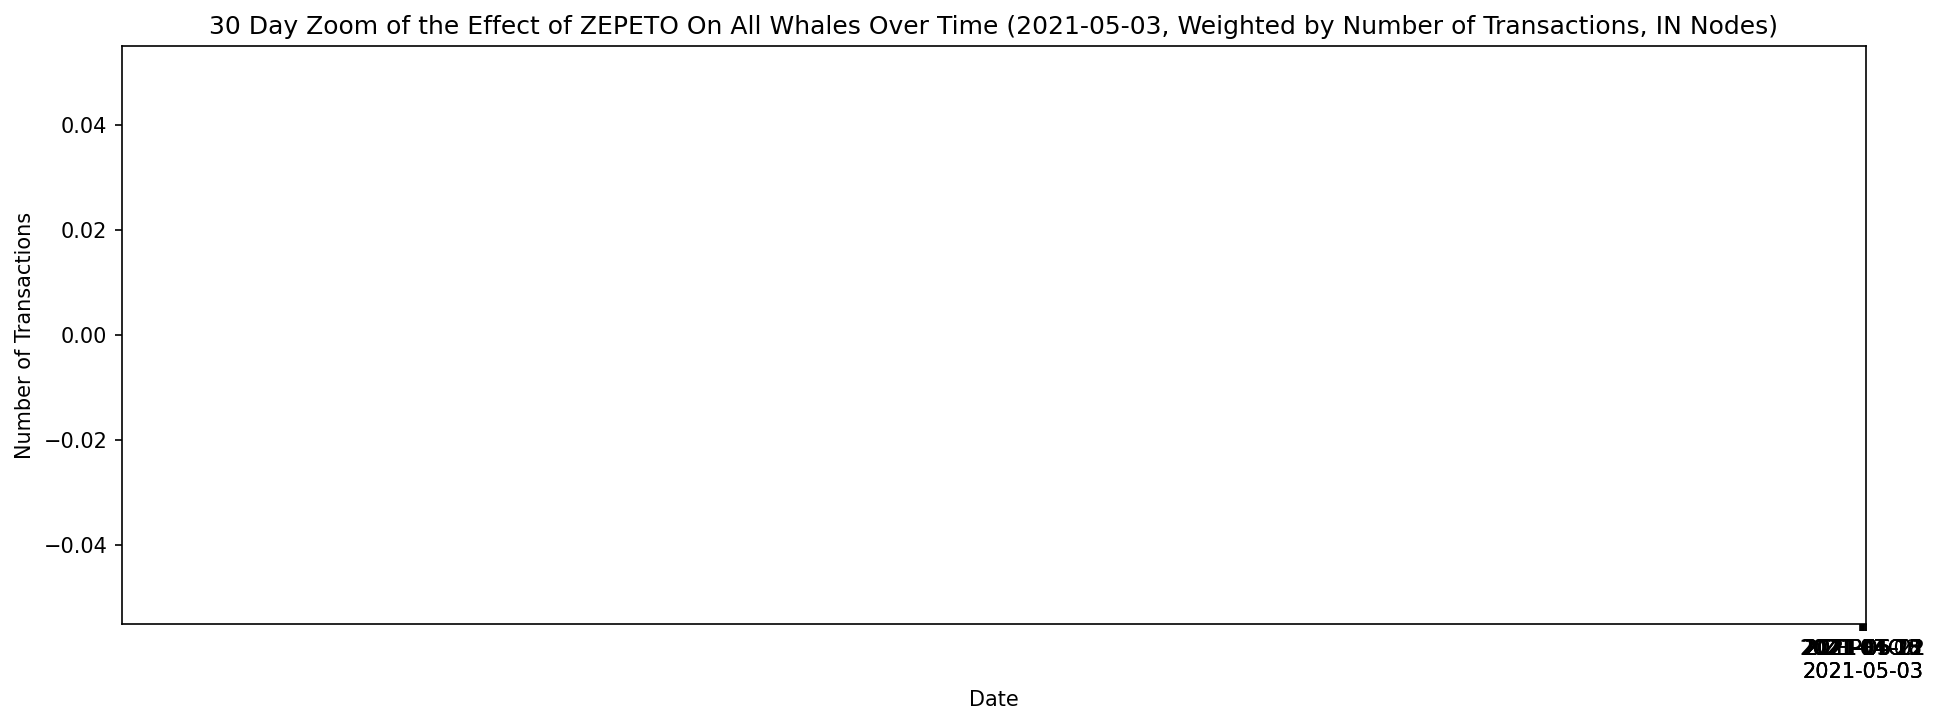 30 Day Zoom of the Effect of ZEPETO On All Whales Over Time (2021-05-03, Weighted by Number of Transactions, IN Nodes)
Number of Transactions
0.04
0.02
0.00
−0.02
−0.04
2021-05-03
Date